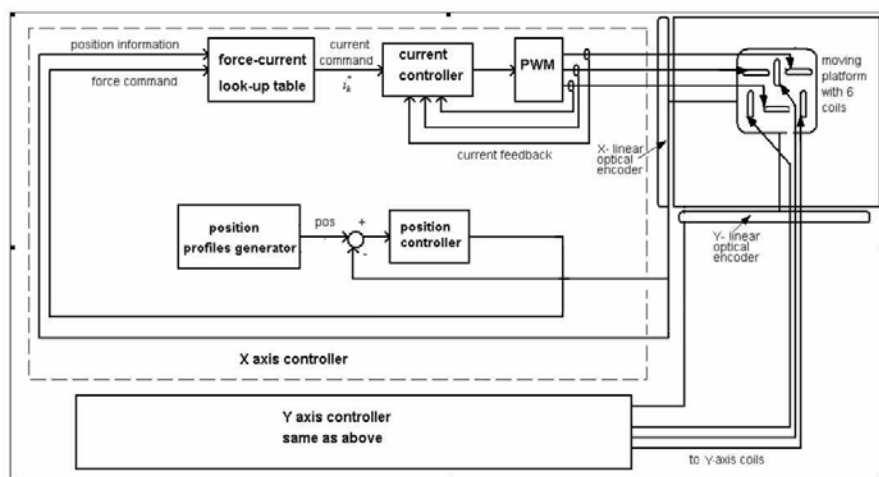 position information
force command
force-current
look-up table
current
command
i*k
current
controller
PWM
current feedback
X- linear
optical
encoder
moving
platform
with 6
coils
position
profiles generator
pos
+
-
position
controller
Y- linear
optical
encoder
X axis controller
Y axis controller
same as above
to Y-axis coils